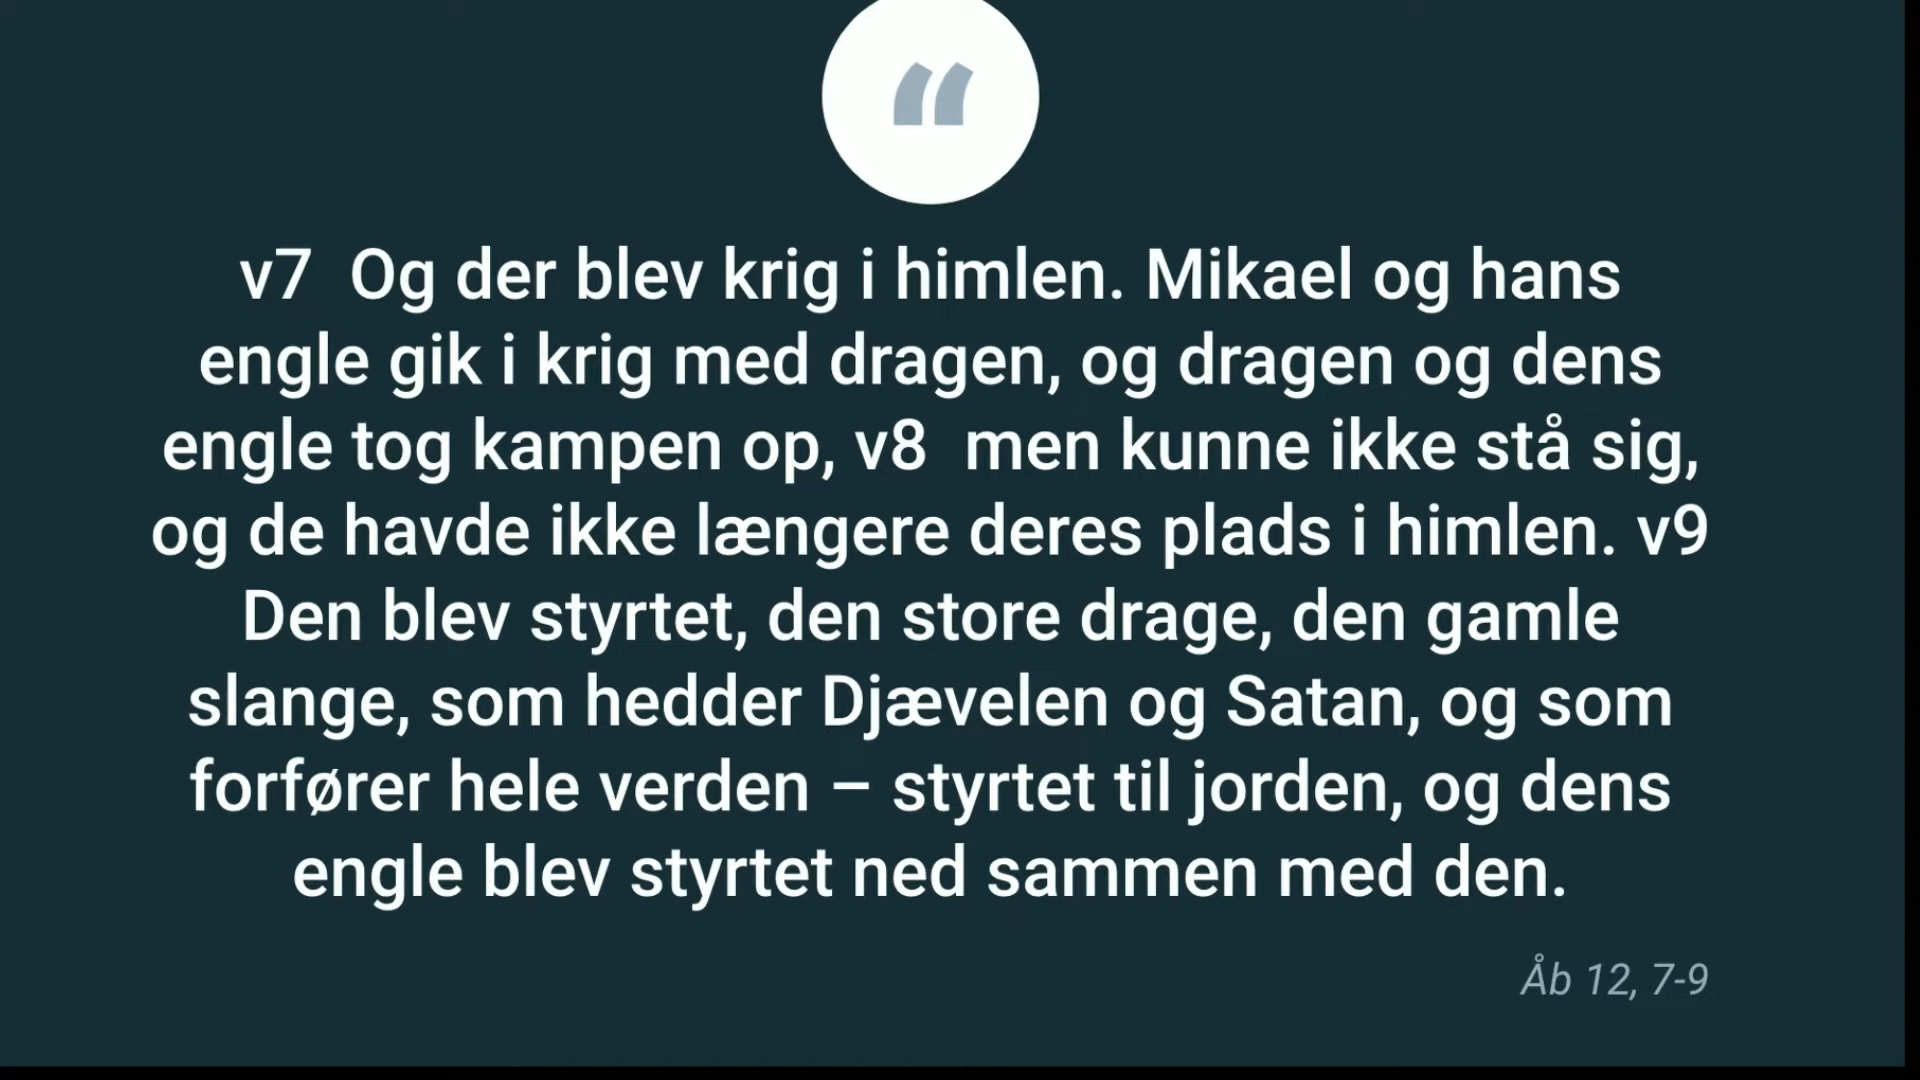 “
v7  Og der blev krig i himlen. Mikael og hans
engle gik i krig med dragen, og dragen og dens
engle tog kampen op, v8  men kunne ikke stå sig,
og de havde ikke længere deres plads i himlen. v9
Den blev styrtet, den store drage, den gamle
slange, som hedder Djævelen og Satan, og som
forfører hele verden – styrtet til jorden, og dens
engle blev styrtet ned sammen med den.
Åb 12, 7-9